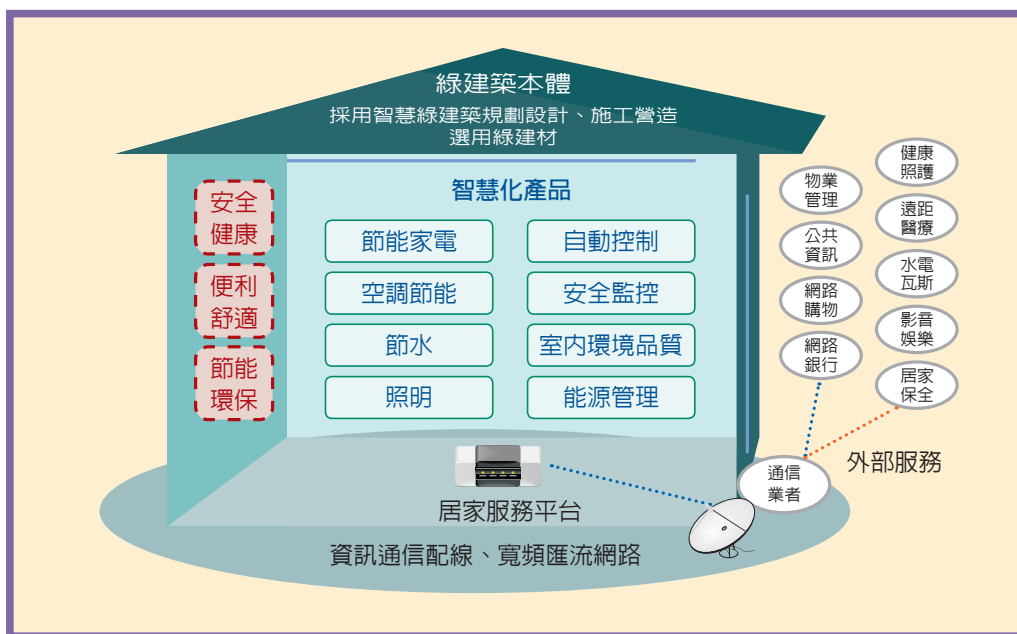 綠建築本體
採用智慧綠建築規劃設計、施工營造
選用綠建材
安全
健康
便利
舒適
節能
環保
智慧化產品
節能家電
自動控制
空調節能
安全監控
節水
室內環境品質
照明
能源管理
居家服務平台
資訊通信配線、寬頻匯流網路
物業
管理
公共
資訊
網路
購物
網路
銀行
健康
照護
遠距
醫療
水電
瓦斯
影音
娛樂
居家
保全
通信
業者
外部服務